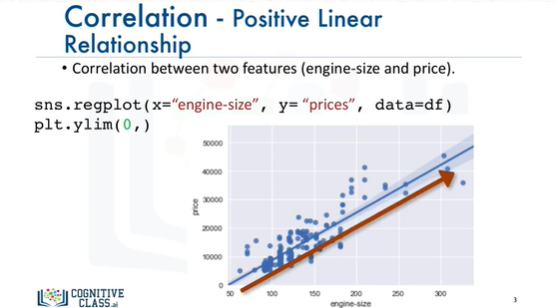 Correlation - Positive Linear
Relationship
• Correlation between two features (engine-size and price).
sns.regplot(x=“engine-size”, y= “prices”, data=df)
plt.ylim(0,)
50000
40000
30000
20000
10000
0
price
50 100 150 200 250 300
engine-size
COGNITIVE
CLASS.ai
3